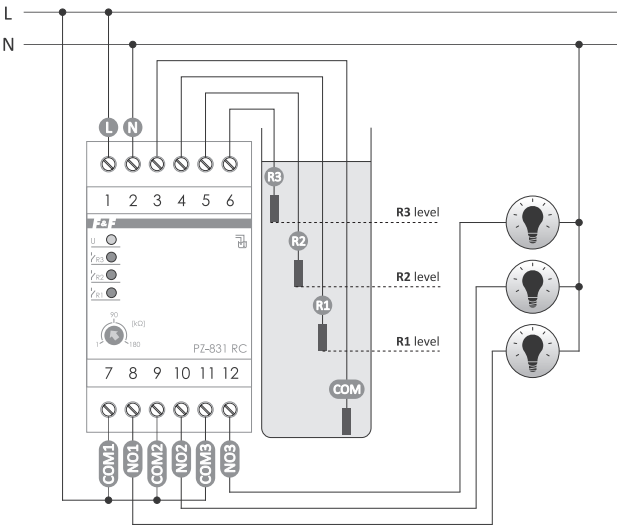 L
N
L N
1 2 3 4 5 6
F&F
U
R3
R2
R1
90
[kΩ]
1 180
PZ-831 RC
7 8 9 10 11 12
COM1 NO1 COM2 NO2 COM3 NO3
R3
R2
R1
COM
R3 level
R2 level
R1 level